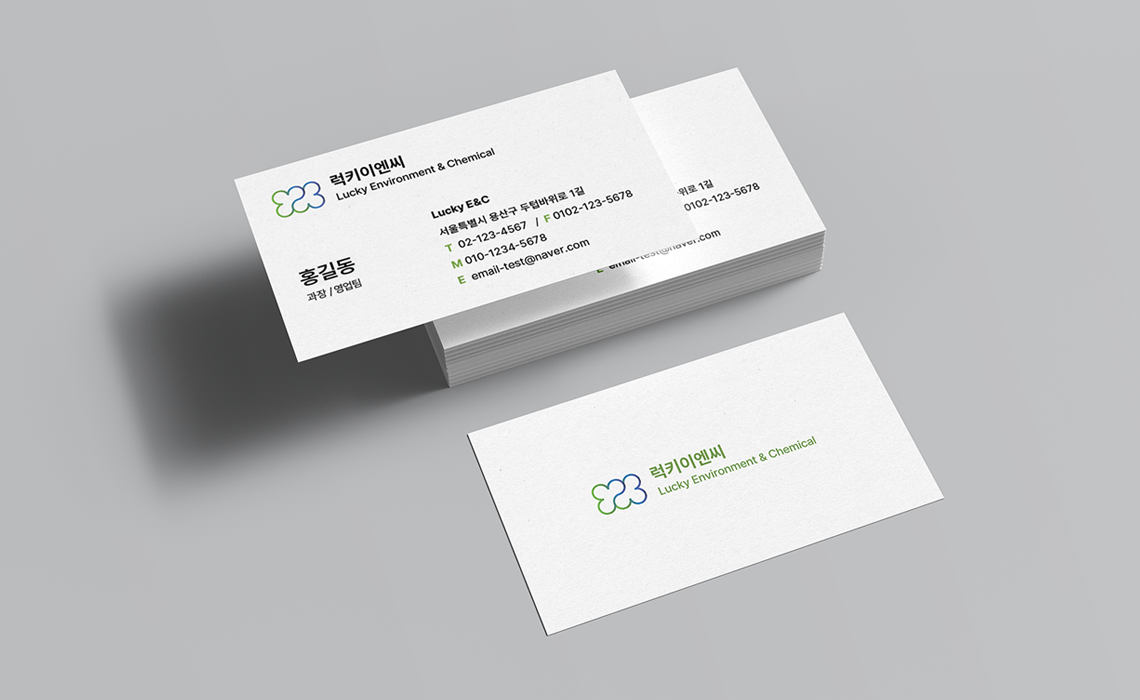 럭키이엔씨
Lucky Environment & Chemical
Lucky E&C
서울특별시 용산구 두텁바위로 1길
T 02-123-4567 / F 0102-123-5678
M 010-1234-5678
E email-test@naver.com
홍길동
과장 / 영업팀
위로 1길
0102-123-5678
E email-test@naver.com
럭키이엔씨
Lucky Environment & Chemical